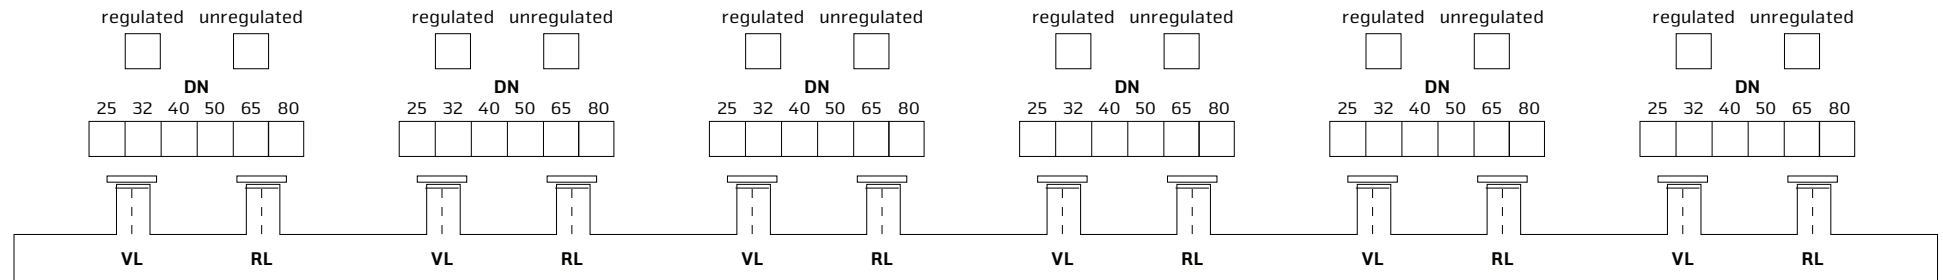 regulated unregulated regulated unregulated regulated unregulated regulated unregulated regulated unregulated regulated unregulated
DN DN DN DN DN DN
25 32 40 50 65 80 25 32 40 50 65 80 25 32 40 50 65 80 25 32 40 50 65 80 25 32 40 50 65 80 25 32 40 50 65 80
VL RL VL RL VL RL VL RL VL RL VL RL